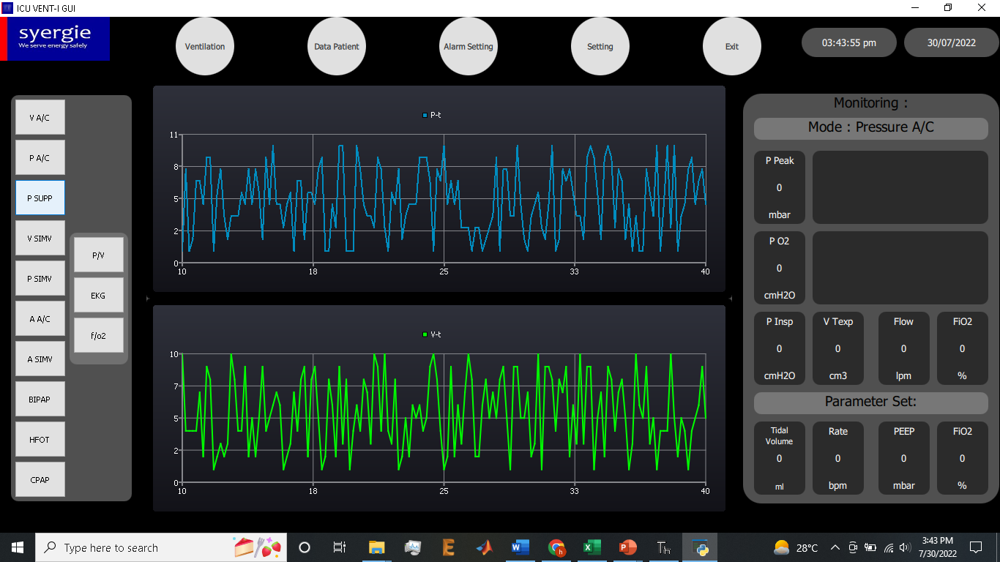 ICU VENT-I GUI
syergie
We serve energy safely
Ventilation
Data Patient
Alarm Setting
Setting
Exit
03:43:55 pm
30/07/2022
V A/C
P A/C
P SUPP
V SIMV
P SIMV
A A/C
A SIMV
BIPAP
HFOT
CPAP
P/V
EKG
f/o2
P-t
11
8
5
2
0
10 18 25 33 40
V-t
10
7
5
2
0
10 18 25 33 40
Monitoring :
Mode : Pressure A/C
P Peak
0
mbar
P O2
0
cmH2O
P Insp V Texp Flow FiO2
0 0 0 0
cmH2O cm3 lpm %
Parameter Set:
Tidal
Volume Rate PEEP FiO2
0 0 0 0
ml bpm mbar %
Type here to search
28°C
3:43 PM
7/30/2022